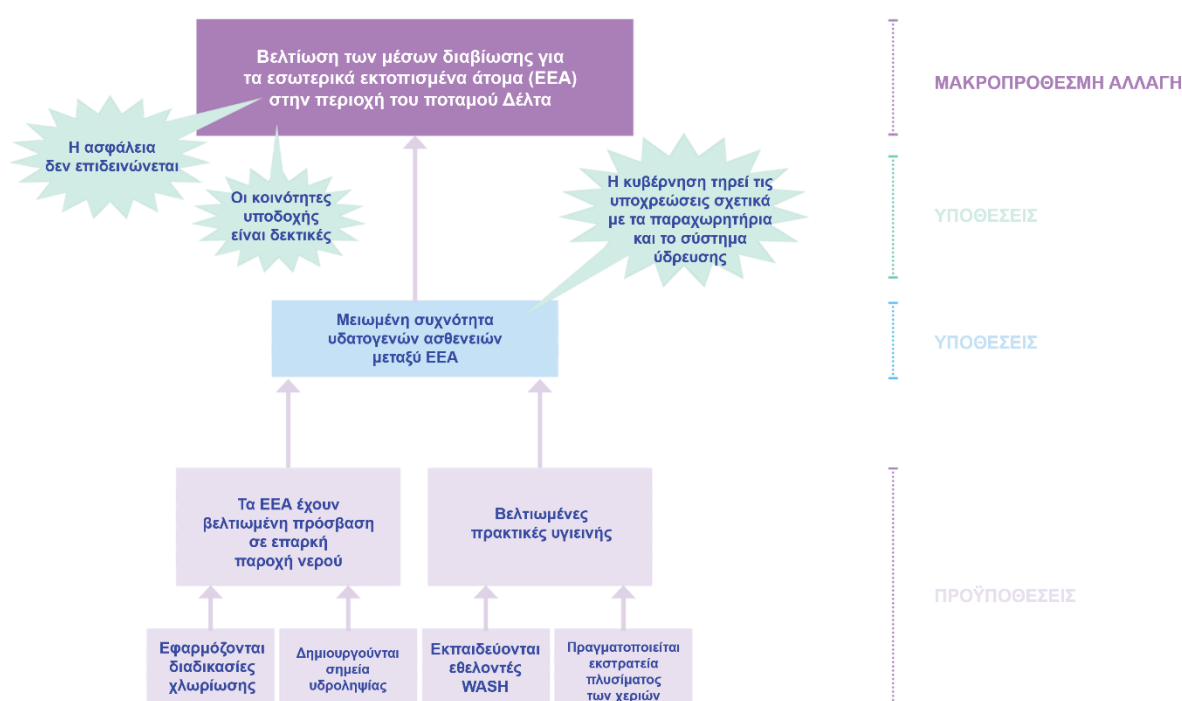 Βελτίωση των μέσων διαβίωσης για
τα εσωτερικά εκτοπισμένα άτομα (ΕΕΑ)
στην περιοχή του ποταμού Δέλτα
ΜΑΚΡΟΠΡΟΘΕΣΜΗ ΑΛΛΑΓΗ
Η ασφάλεια
δεν επιδεινώνεται
Οι κοινότητες
υποδοχής
είναι δεκτικές
Η κυβέρνηση τηρεί τις
υποχρεώσεις σχετικά
με τα παραχωρητήρια
και το σύστημα
ύδρευσης
ΥΠΟΘΕΣΕΙΣ
Μειωμένη συχνότητα
υδατογενών ασθενειών
μεταξύ ΕΕΑ
ΥΠΟΘΕΣΕΙΣ
Τα ΕΕΑ έχουν
βελτιωμένη πρόσβαση
σε επαρκή
παροχή νερού
Βελτιωμένες
πρακτικές υγιεινής
ΠΡΟΫΠΟΘΕΣΕΙΣ
Εφαρμόζονται
διαδικασίες
χλωρίωσης
Δημιουργούνται
σημεία
υδροληψίας
Εκπαιδεύονται
εθελοντές
WASH
Πραγματοποιείται
εκστρατεία
πλυσίματος
των χεριών